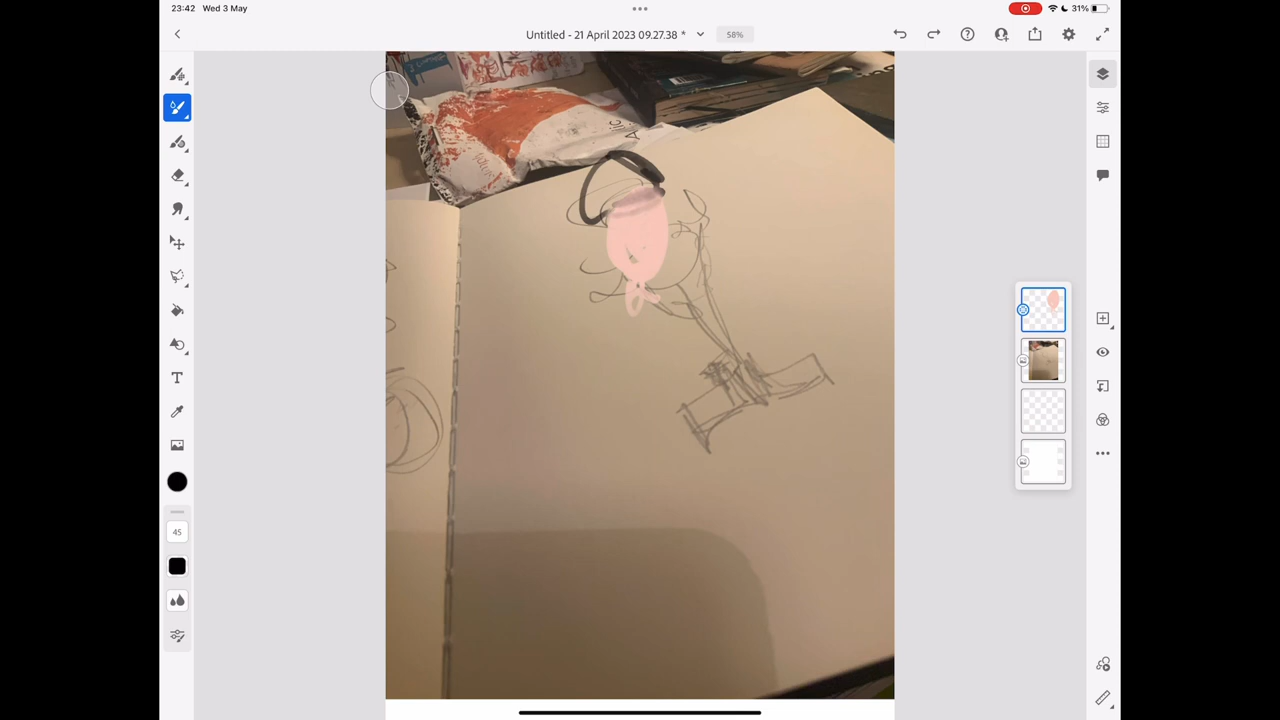 23:42 Wed 3 May
31%
Untitled - 21 April 2023 09.27.38 *
58%
T
45